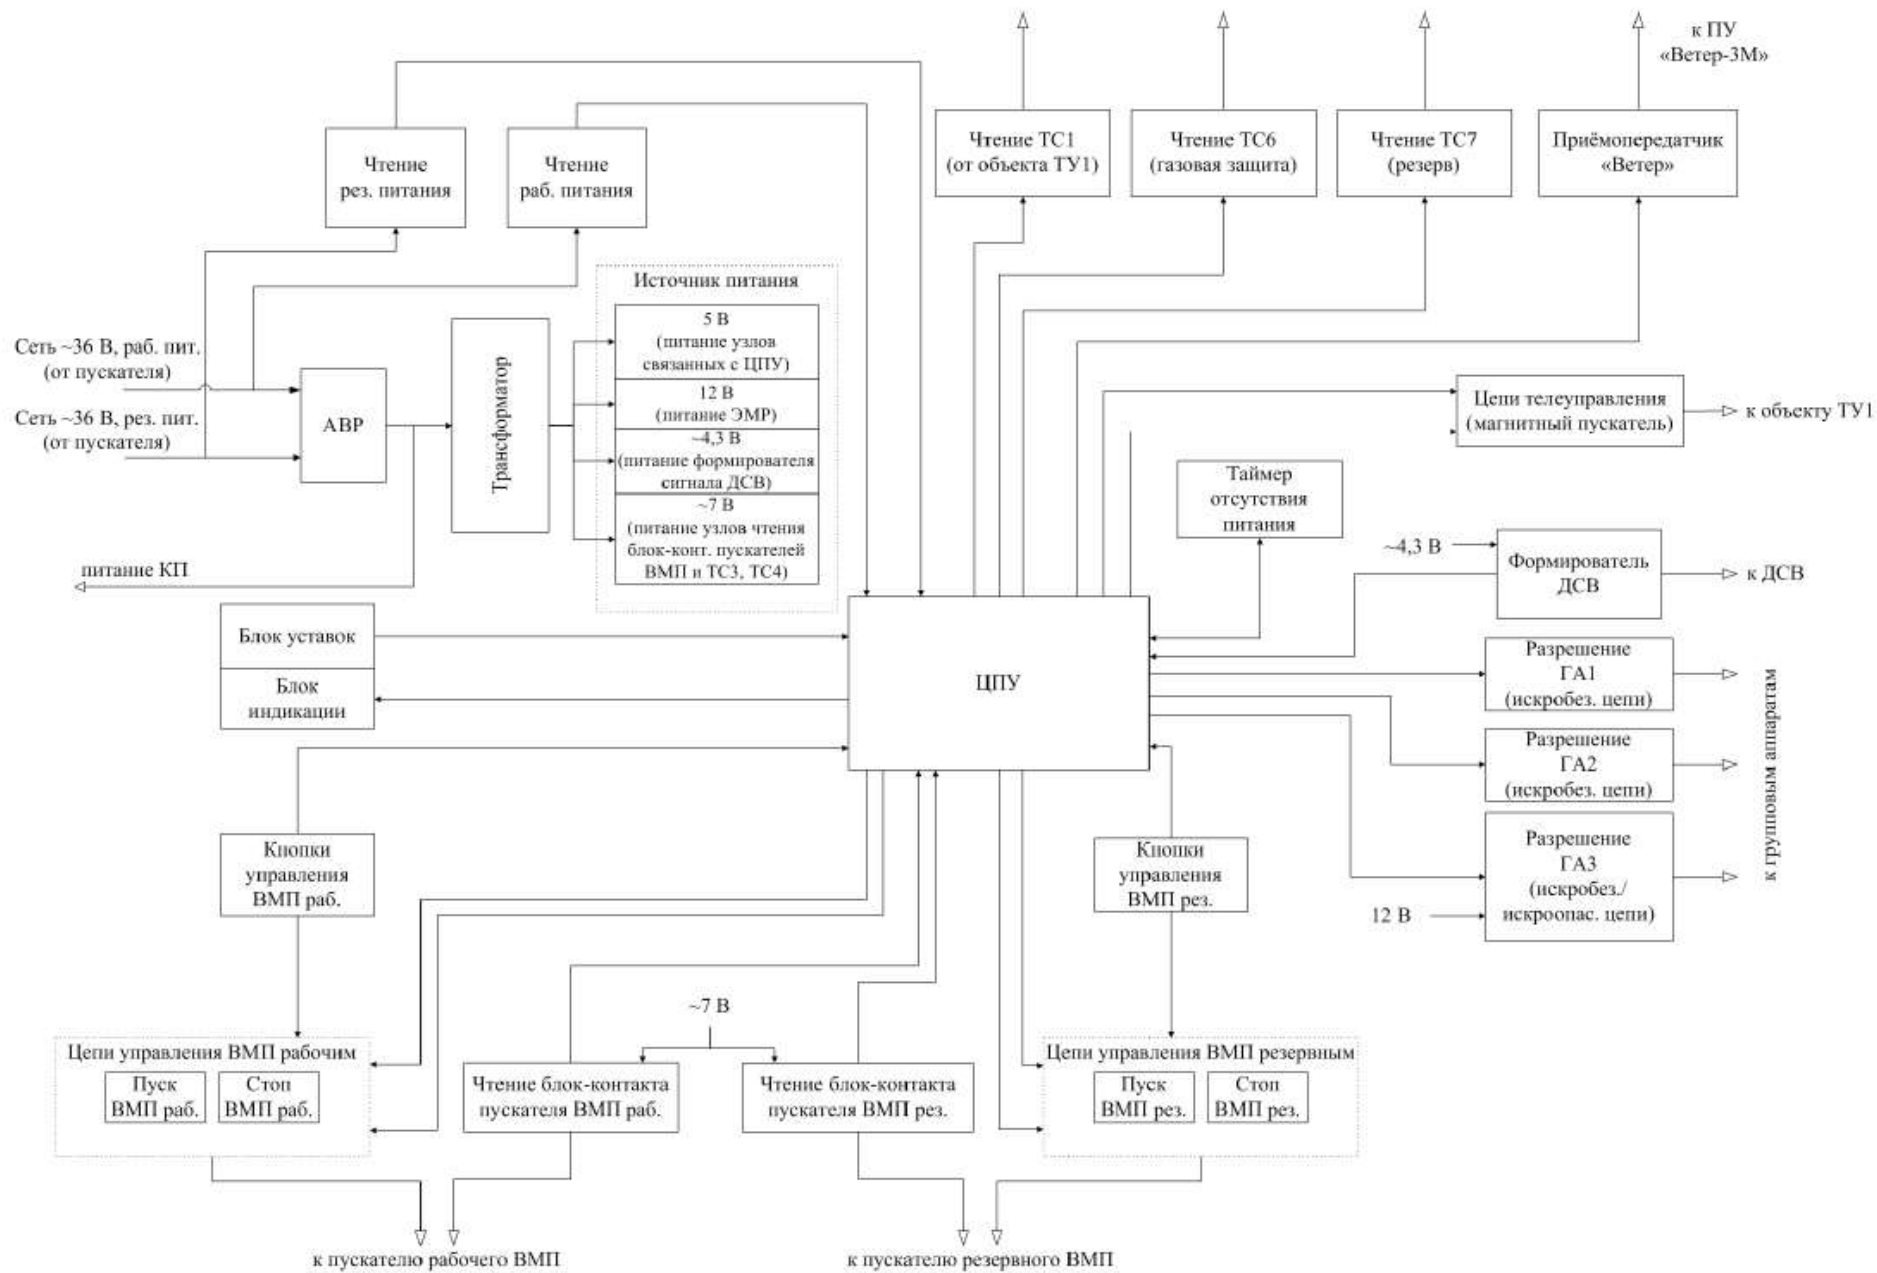 к ПУ
«Ветер-3М»
Чтение
рез. питания
Чтение
раб. питания
Чтение ТС1
(от объекта ТУ1)
Чтение ТС6
(газовая защита)
Чтение ТС7
(резерв)
Приёмопередатчик
«Ветер»
Источник питания
5 В
(питание узлов
связанных с ЦПУ)
12 В
(питание ЭМР)
~4,3 В
(питание формирователя
сигнала ДСВ)
~7 В
(питание узлов чтения
блок-конт. пускателей
ВМП и ТС3, ТС4)
Сеть ~36 В, раб. пит.
(от пускателя)
Сеть ~36 В, рез. пит.
(от пускателя)
АВР
Трансформатор
питание КП
Цепи телеуправления
(магнитный пускатель)
к объекту ТУ1
Таймер
отсутствия
питания
~4,3 В
Формирователь
ДСВ
к ДСВ
Блок уставок
Блок
индикации
ЦПУ
Разрешение
ГА1
(искробез. цепи)
Разрешение
ГА2
(искробез. цепи)
Разрешение
ГА3
(искробез./
искроопас. цепи)
12 В
к групповым аппаратам
Кнопки
управления
ВМП раб.
Кнопки
управления
ВМП рез.
~7 В
Цепи управления ВМП рабочим
Пуск
ВМП раб.
Стоп
ВМП раб.
Чтение блок-контакта
пускателя ВМП раб.
Чтение блок-контакта
пускателя ВМП рез.
Цепи управления ВМП резервным
Пуск
ВМП рез.
Стоп
ВМП рез.
к пускателю рабочего ВМП
к пускателю резервного ВМП